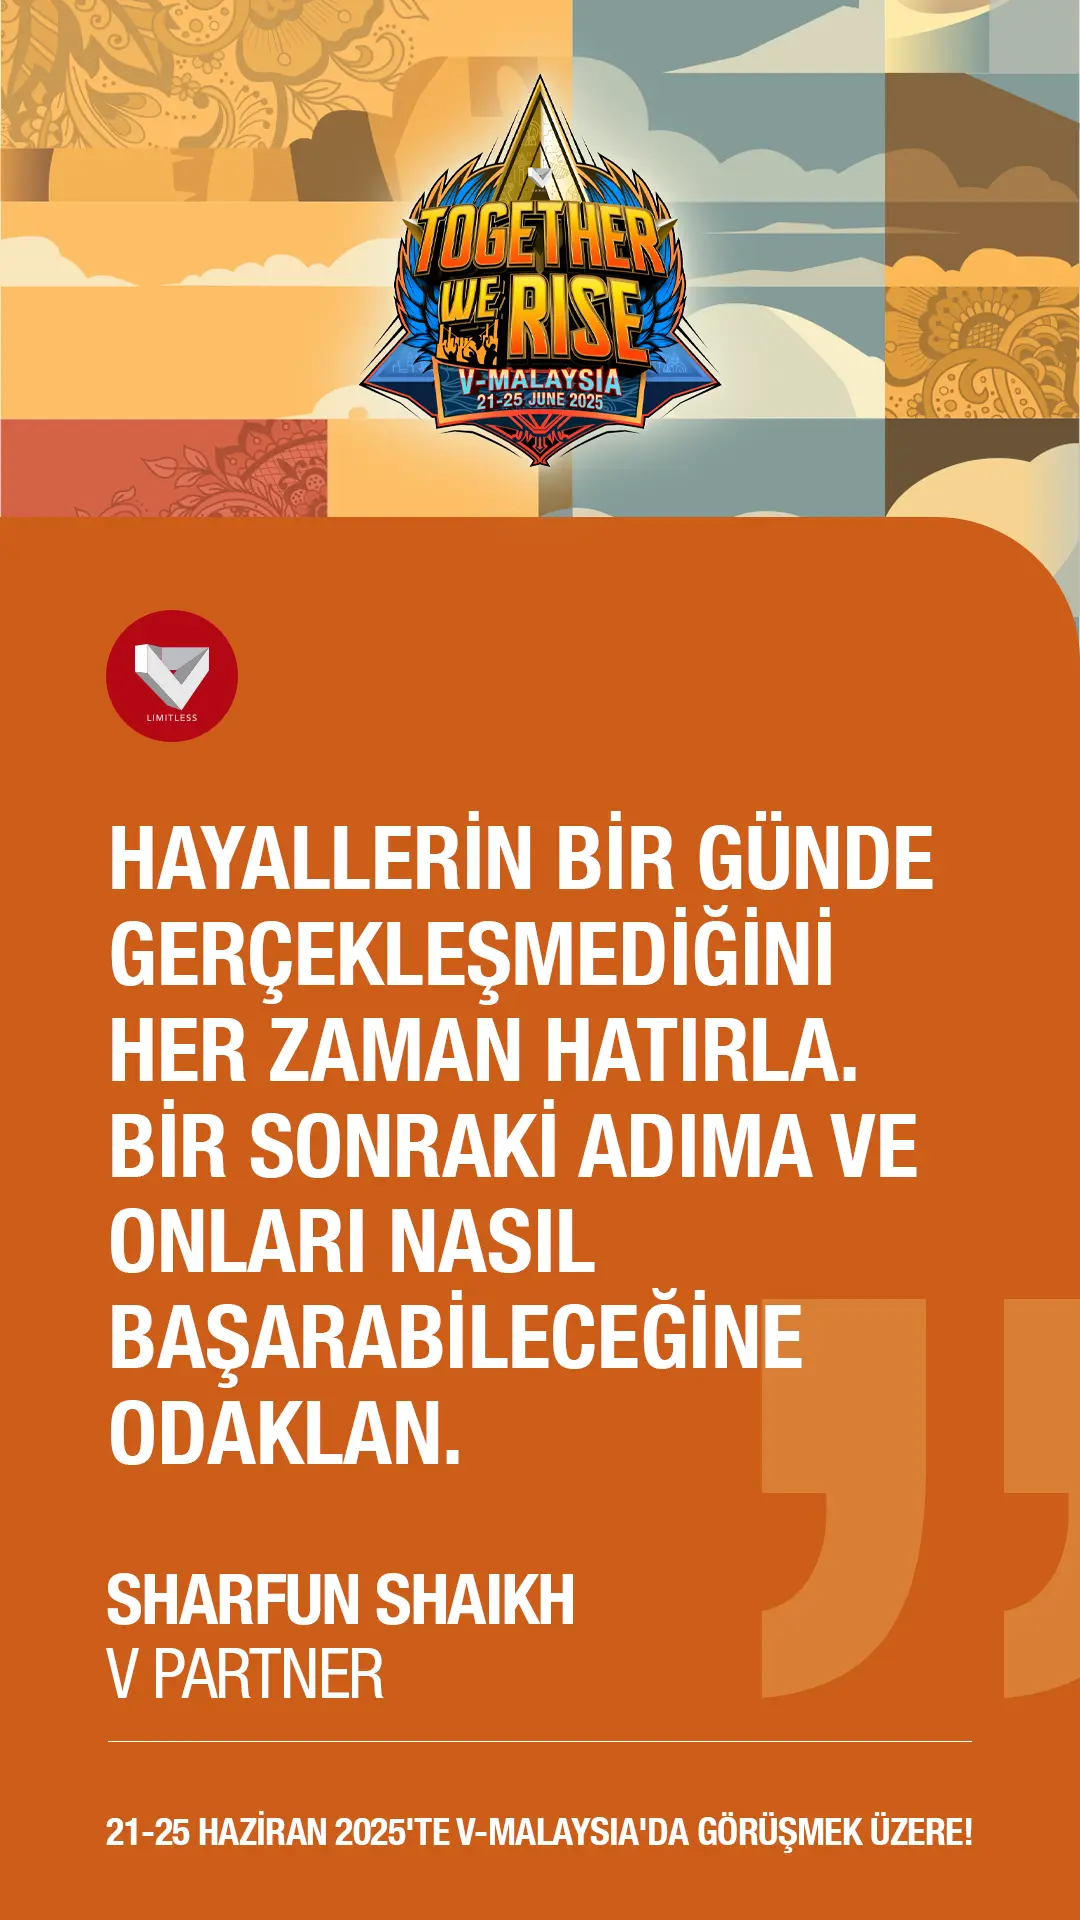 TOGETHER
WE RISE
V-MALAYSIA
21-25 JUNE 2025
LIMITLESS
HAYALLERİN BİR GÜNDE
GERÇEKLEŞMEDİĞİNİ
HER ZAMAN HATIRLA.
BİR SONRAKİ ADIMA VE
ONLARI NASIL
BAŞARABİLECEĞİNE
ODAKLAN.
SHARFUN SHAIKH
V PARTNER
21-25 HAZİRAN 2025'TE V-MALAYSIA'DA GÖRÜŞMEK ÜZERE!